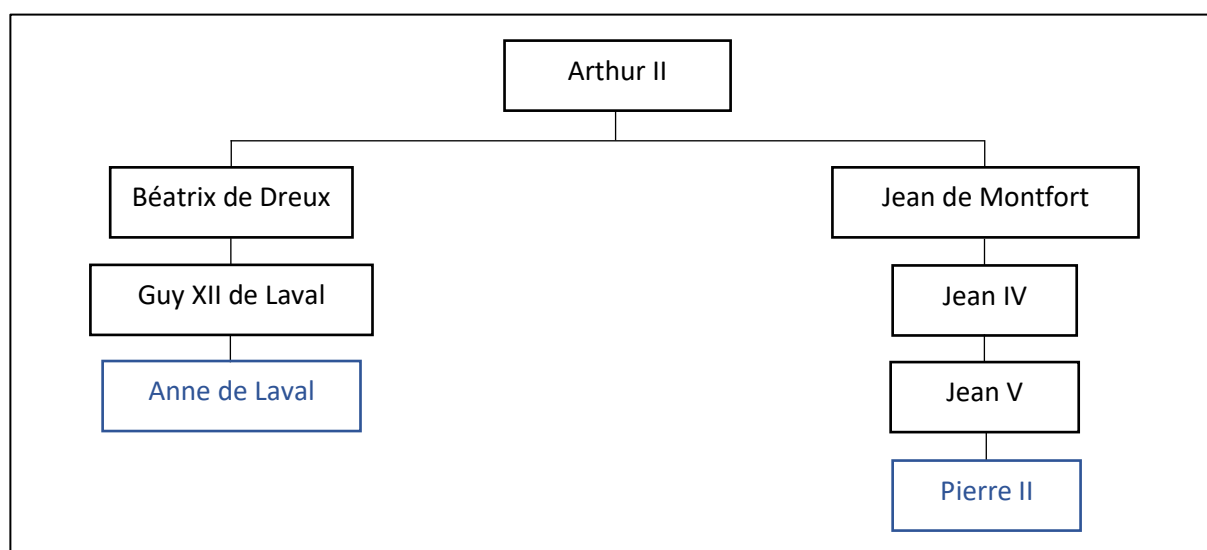 Arthur II
Béatrix de Dreux
Jean de Montfort
Guy XII de Laval
Jean IV
Anne de Laval
Jean V
Pierre II